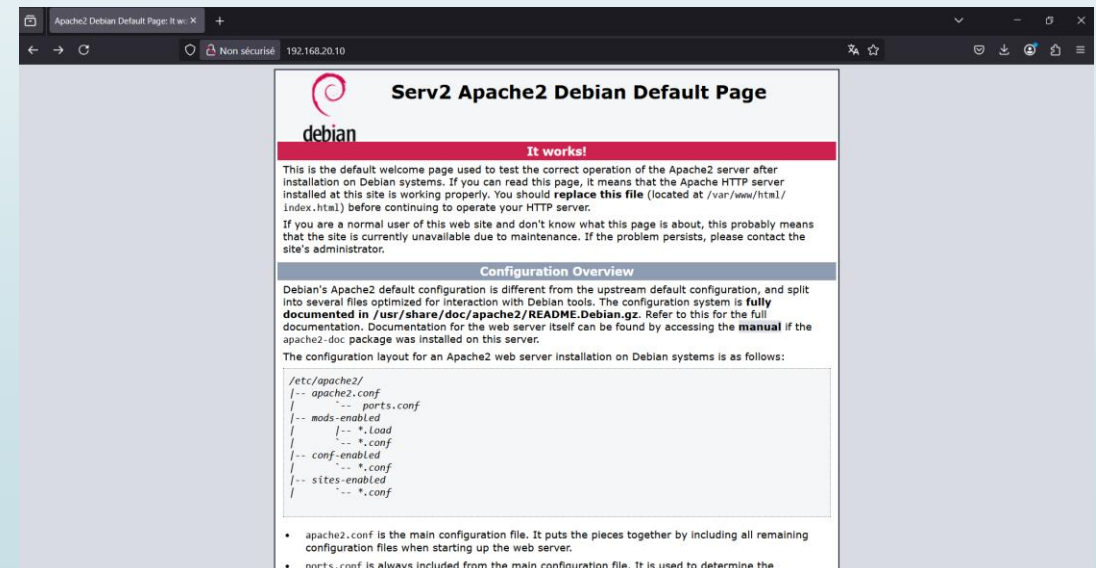 Apache2 Debian Default Page: It wo
Non sécurisé 192.168.20.10
debian
Serv2 Apache2 Debian Default Page
It works!
This is the default welcome page used to test the correct operation of the Apache2 server after
installation on Debian systems. If you can read this page, it means that the Apache HTTP server
installed at this site is working properly. You should replace this file (located at /var/www/html/
index.html) before continuing to operate your HTTP server.
If you are a normal user of this web site and don't know what this page is about, this probably means
that the site is currently unavailable due to maintenance. If the problem persists, please contact the
site's administrator.
Configuration Overview
Debian's Apache2 default configuration is different from the upstream default configuration, and split
into several files optimized for interaction with Debian tools. The configuration system is fully
documented in /usr/share/doc/apache2/README.Debian.gz. Refer to this for the full
documentation. Documentation for the web server itself can be found by accessing the manual if the
apache2-doc package was installed on this server.
The configuration layout for an Apache2 web server installation on Debian systems is as follows:
/etc/apache2/
|-- apache2.conf
|       `--  ports.conf
|-- mods-enabled
|       |-- *.load
|       `-- *.conf
|-- conf-enabled
|       `-- *.conf
|-- sites-enabled
|       `-- *.conf
• apache2.conf is the main configuration file. It puts the pieces together by including all remaining
configuration files when starting up the web server.
• ports.conf is always included from the main configuration file. It is used to determine the